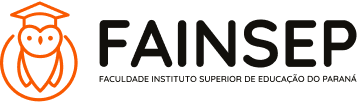 FAINSEP
FACULDADE INSTITUTO SUPERIOR DE EDUCAÇÃO DO PARANÁ